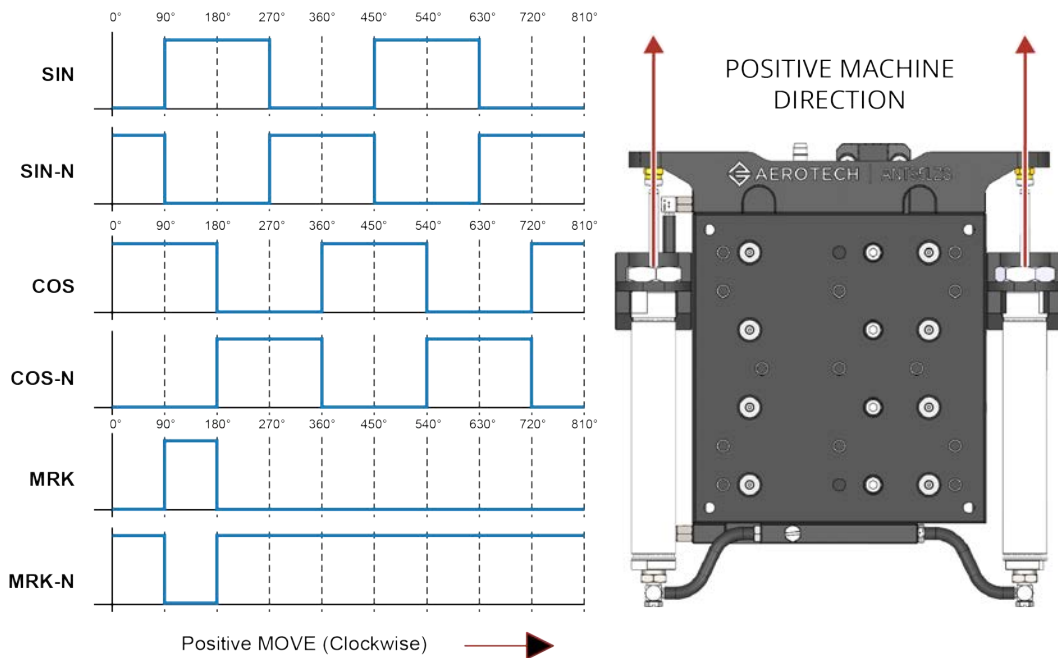 0° 90° 180° 270° 360° 450° 540° 630° 720° 810°
SIN
SIN-N
0° 90° 180° 270° 360° 450° 540° 630° 720° 810°
COS
COS-N
0° 90° 180° 270° 360° 450° 540° 630° 720° 810°
MRK
MRK-N
Positive MOVE (Clockwise)
POSITIVE MACHINE
DIRECTION
AEROTECH